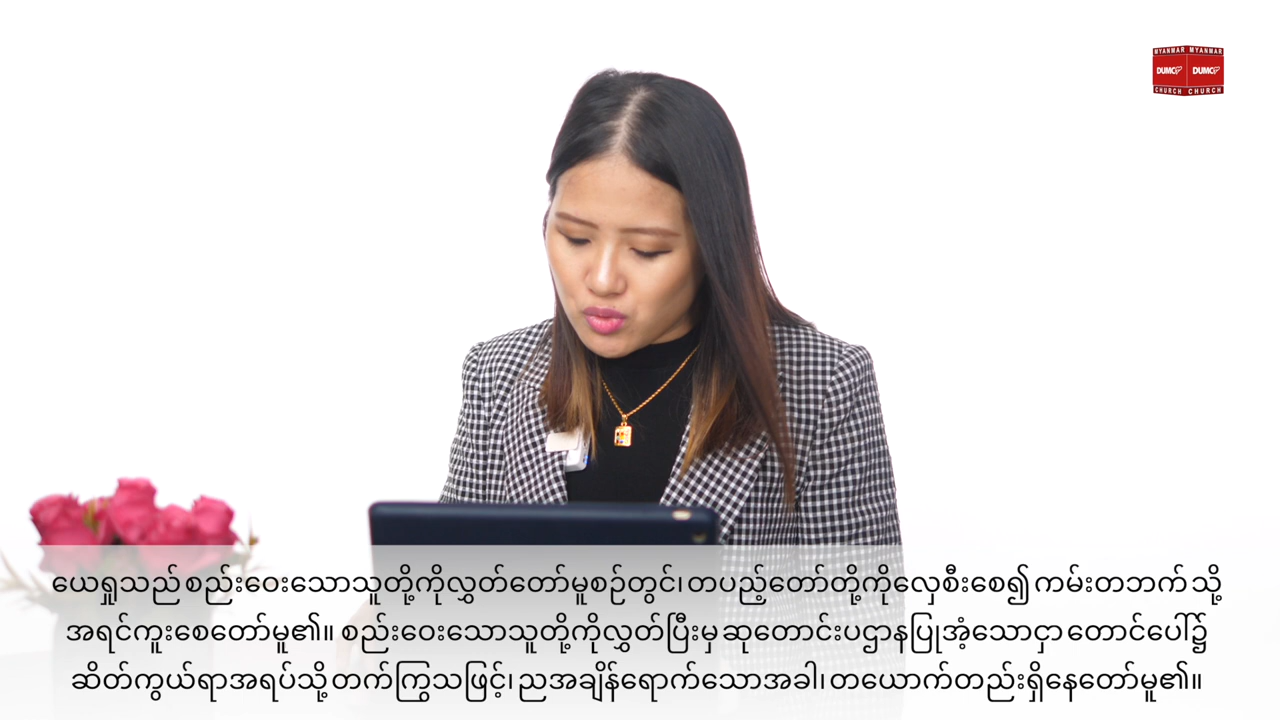 MYANMAR MYANMAR
DUMC DUMC
CHURCH CHURCH
ယေရှုသည် စည်းဝေးသောသူတို့ကိုလွှတ်တော်မူစဉ်တွင်၊ တပည့်တော်တို့ကိုလှေစီးစေ၍ ကမ်းတဘက်သို့
အရင်ကူးစေတော်မူ၏။ စည်းဝေးသောသူတို့ကိုလွှတ်ပြီးမှ ဆုတောင်းပဌာနပြုအံ့သောငှာ တောင်ပေါ်၌
ဆိတ်ကွယ်ရာအရပ်သို့ တက်ကြွသဖြင့်၊ ညအချိန်ရောက်သောအခါ၊ တယောက်တည်းရှိနေတော်မူ၏။